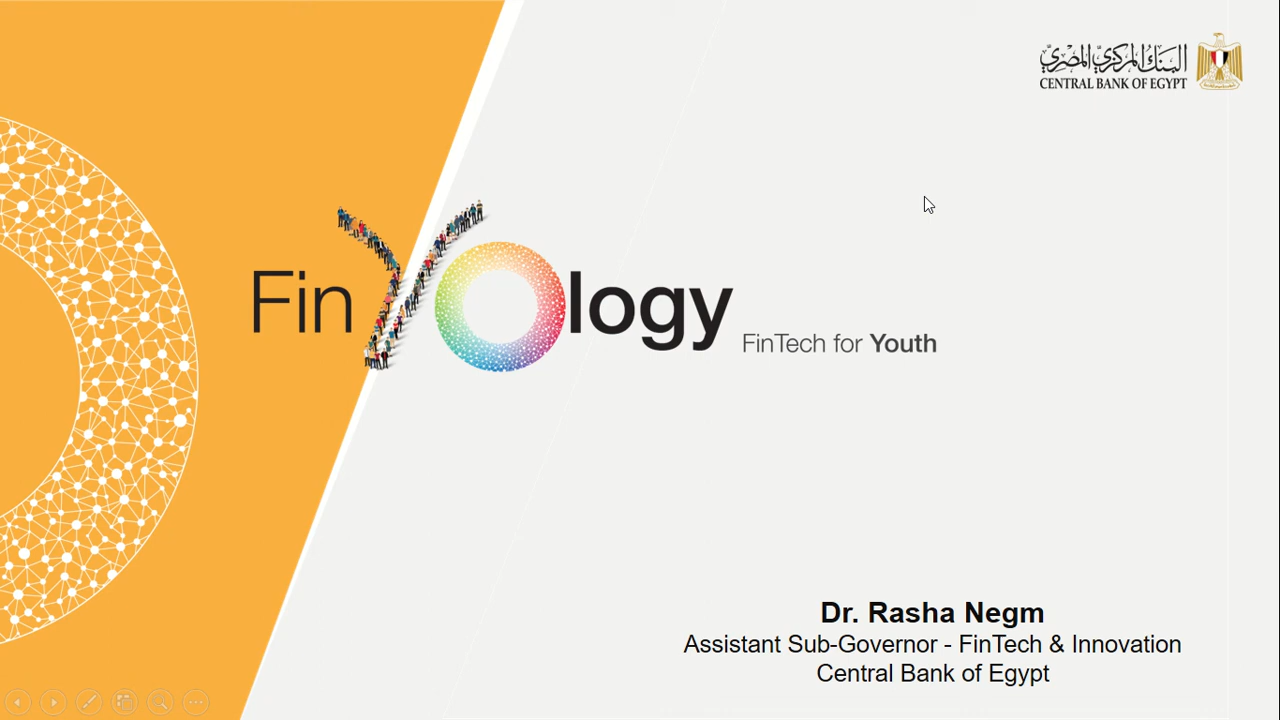 البنك المركزي المصري
CENTRAL BANK OF EGYPT
FinYOlogy
FinTech for Youth
Dr. Rasha Negm
Assistant Sub-Governor - FinTech & Innovation
Central Bank of Egypt